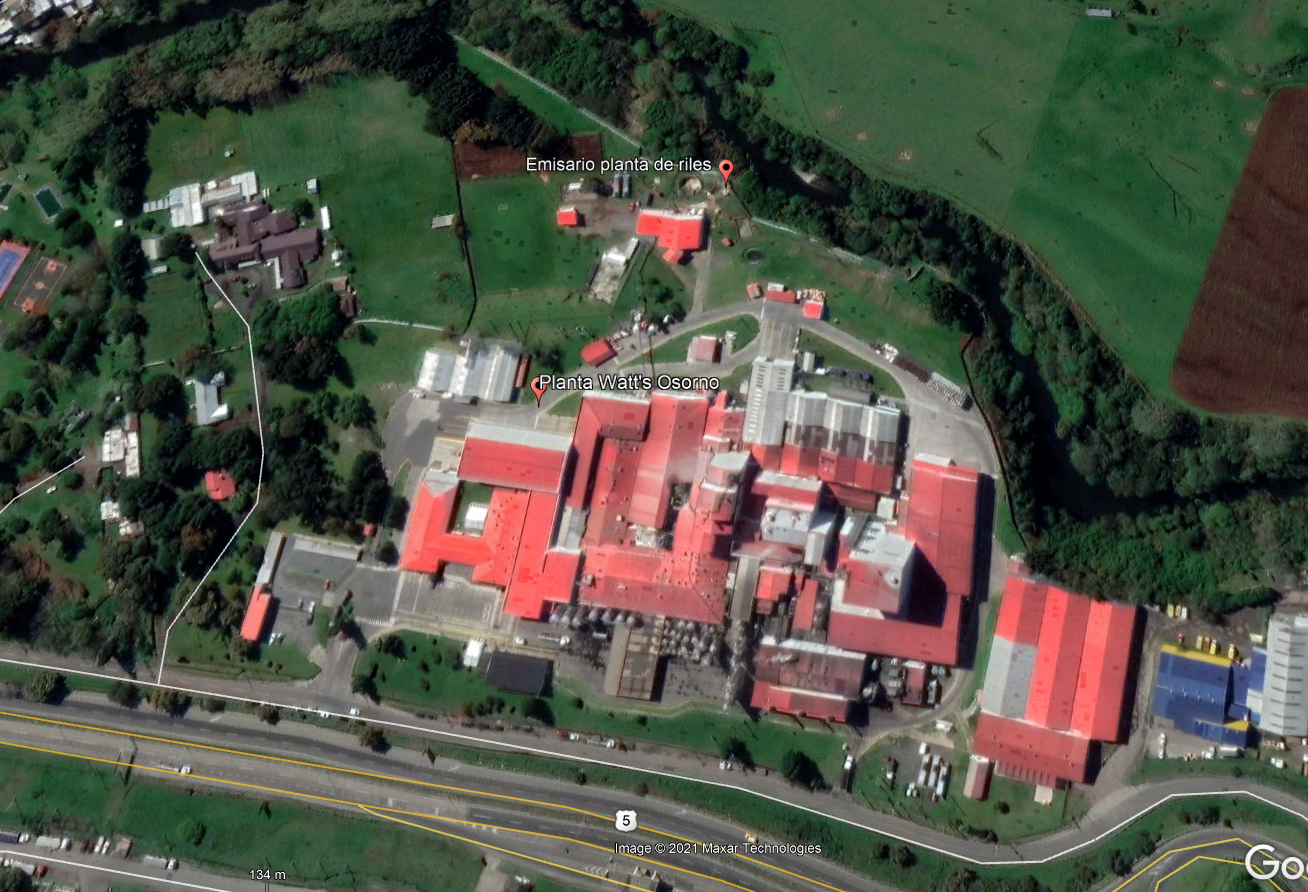 Emisario planta de riles
Planta Watt's Osorno
5
Image © 2021 Maxar Technologies
134 m
Go